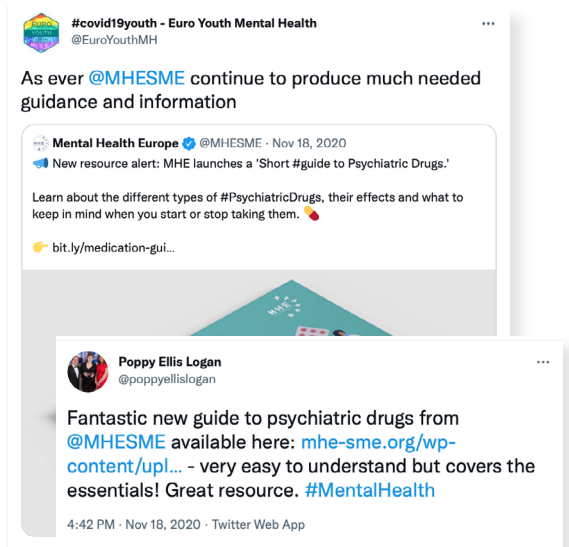 #covid19youth - Euro Youth Mental Health
@EuroYouthMH
As ever @MHESME continue to produce much needed
guidance and information
Mental Health Europe @MHESME · Nov 18, 2020
New resource alert: MHE launches a 'Short #guide to Psychiatric Drugs.'
Learn about the different types of #PsychiatricDrugs, their effects and what to
keep in mind when you start or stop taking them.
bit.ly/medication-gui...
MHE
Poppy Ellis Logan
@poppyellislogan
Fantastic new guide to psychiatric drugs from
@MHESME available here: mhe-sme.org/wp-
content/upl... - very easy to understand but covers the
essentials! Great resource. #MentalHealth
4:42 PM · Nov 18, 2020 · Twitter Web App